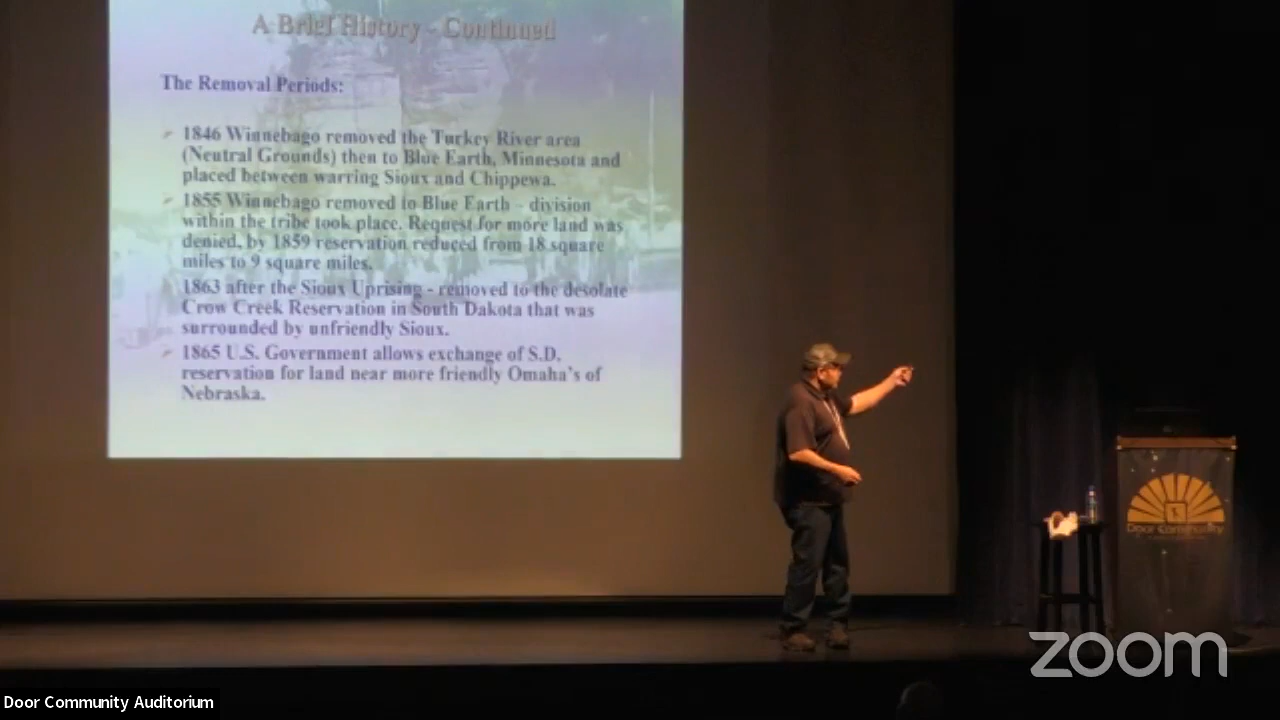 A Brief History - Continued
The Removal Periods:
1846 Winnebago removed the Turkey River area
(Neutral Grounds) then to Blue Earth, Minnesota and
placed between warring Sioux and Chippewa.
1855 Winnebago removed to Blue Earth - division
within the tribe took place. Request for more land was
denied, by 1859 reservation reduced from 18 square
miles to 9 square miles.
1863 after the Sioux Uprising - removed to the desolate
Crow Creek Reservation in South Dakota that was
surrounded by unfriendly Sioux.
1865 U.S. Government allows exchange of S.D.
reservation for land near more friendly Omaha's of
Nebraska.
Door Community
zoom
Door Community Auditorium